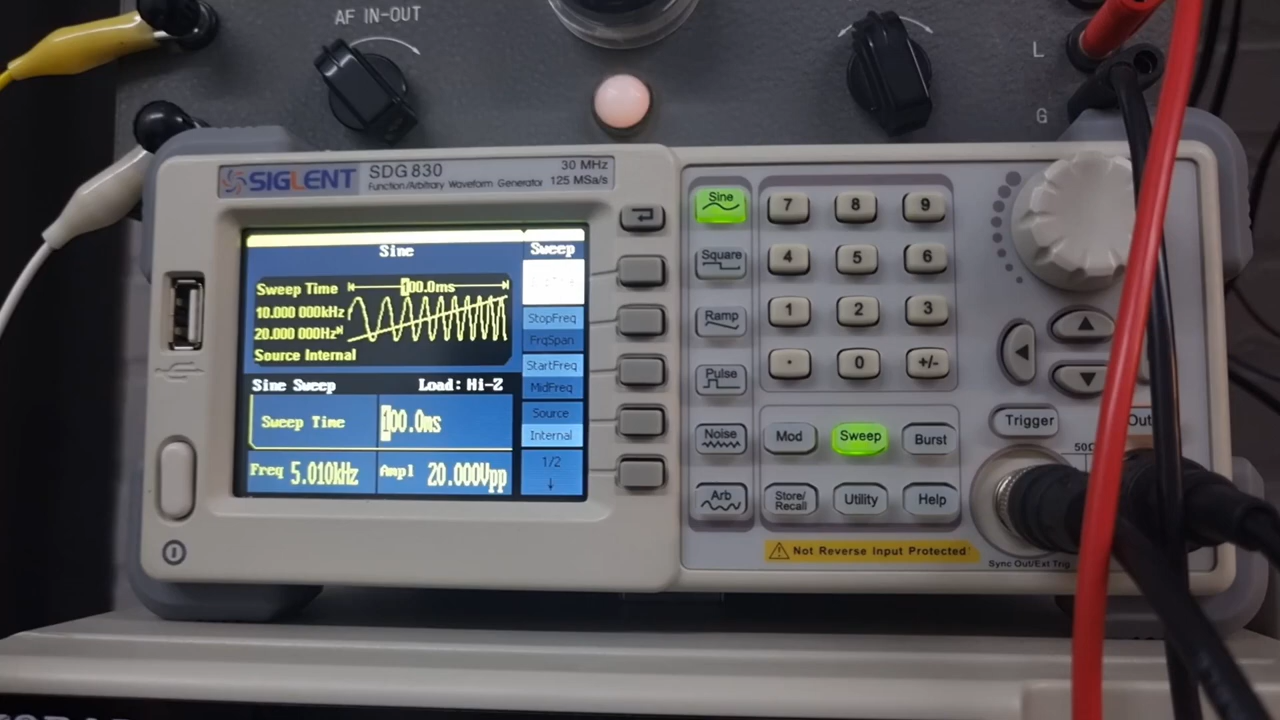 AF IN-OUT
L
G
SIGLENT
SDG 830
Function/Arbitrary Waveform Generator
30 MHz
125 MSa/s
Sine
Sweep
Sweep Time
100.0ms
10.000 000kHz
20.000 000Hz
Source Internal
StopFreq
FrqSpan
StartFreq
MidFreq
Source
Internal
1/2
↓
Sine Sweep
Load: Hi-Z
Sweep Time
100.0ms
Freq 5.010kHz
Ampl 20.000Vpp
Sine
Square
Ramp
Pulse
Noise
Arb
7 8 9
4 5 6
1 2 3
· 0 +/-
Mod
Sweep
Burst
Store/
Recall
Utility
Help
Not Reverse Input Protected
Trigger
50Ω
Sync Out/Ext Trig